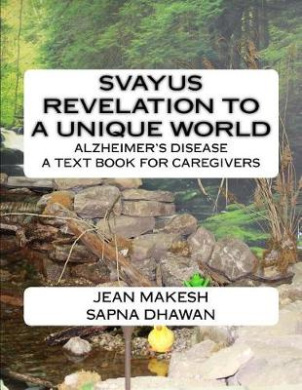 SVAYUS
REVELATION TO
A UNIQUE WORLD
ALZHEIMER'S DISEASE
A TEXT BOOK FOR CAREGIVERS
JEAN MAKESH
SAPNA DHAWAN